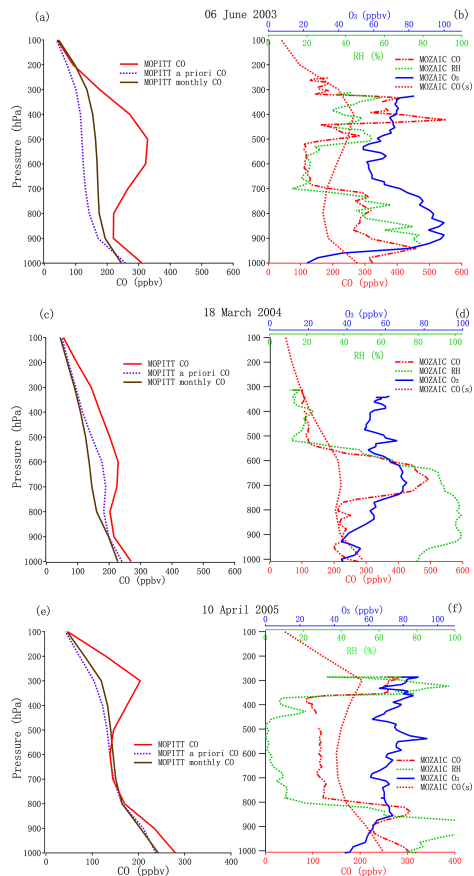 (a)
06 June 2003
(b)
O₃ (ppbv)
0 20 40 60 80 100
0 20 40 60 80 100
RH (%)
MOPITT CO
MOPITT a priori CO
MOPITT monthly CO
MOZAIC CO
MOZAIC RH
MOZAIC O₃
MOZAIC CO(s)
Pressure (hPa)
100
200
300
400
500
600
700
800
900
1000
0 100 200 300 400 500 600
CO (ppbv)
0 100 200 300 400 500 600
CO (ppbv)
(c)
18 March 2004
(d)
O₃ (ppbv)
0 20 40 60 80 100
0 20 40 60 80 100
RH (%)
MOPITT CO
MOPITT a priori CO
MOPITT monthly CO
MOZAIC CO
MOZAIC RH
MOZAIC O₃
MOZAIC CO(s)
Pressure (hPa)
100
200
300
400
500
600
700
800
900
1000
0 100 200 300 400 500 600
CO (ppbv)
0 100 200 300 400 500 600
CO (ppbv)
(e)
10 April 2005
(f)
O₃ (ppbv)
0 20 40 60 80 100
0 20 40 60 80 100
RH (%)
MOPITT CO
MOPITT a priori CO
MOPITT monthly CO
MOZAIC CO
MOZAIC RH
MOZAIC O₃
MOZAIC CO(s)
Pressure (hPa)
100
200
300
400
500
600
700
800
900
1000
0 100 200 300 400
CO (ppbv)
0 100 200 300 400
CO (ppbv)